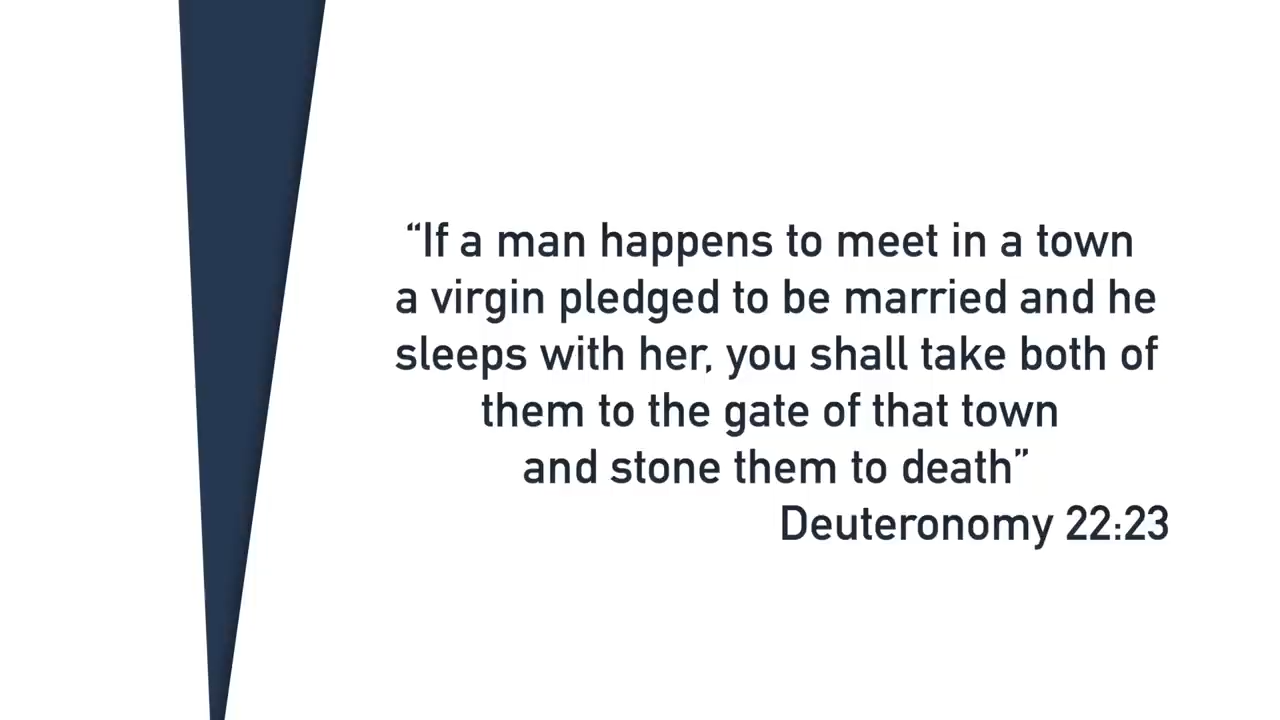 “If a man happens to meet in a town
a virgin pledged to be married and he
sleeps with her, you shall take both of
them to the gate of that town
and stone them to death”
Deuteronomy 22:23